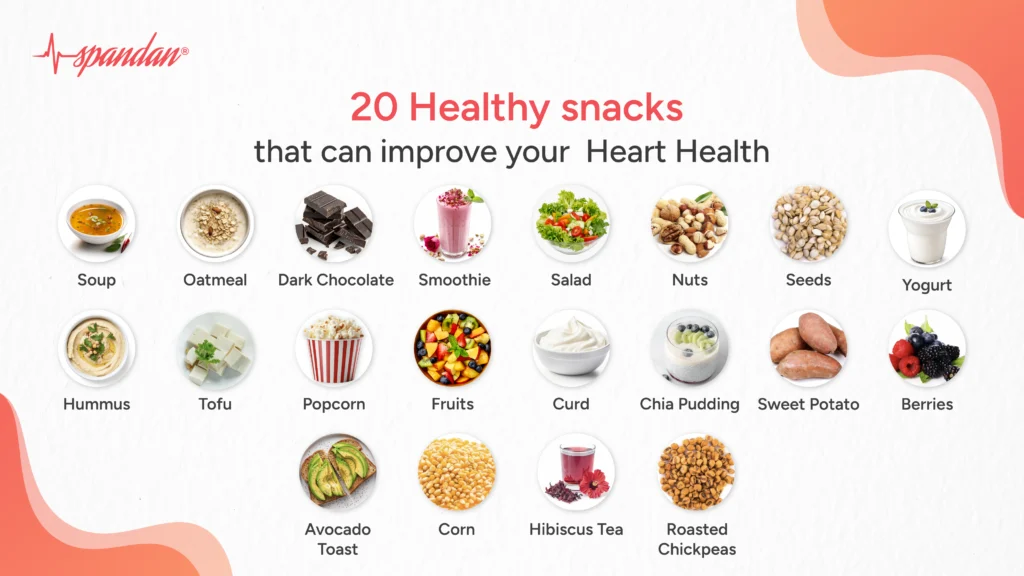 spandan®
20 Healthy snacks
that can improve your Heart Health
Soup
Oatmeal
Dark Chocolate
Smoothie
Salad
Nuts
Seeds
Yogurt
Hummus
Tofu
Popcorn
Fruits
Curd
Chia Pudding
Sweet Potato
Berries
Avocado
Toast
Corn
Hibiscus Tea
Roasted
Chickpeas